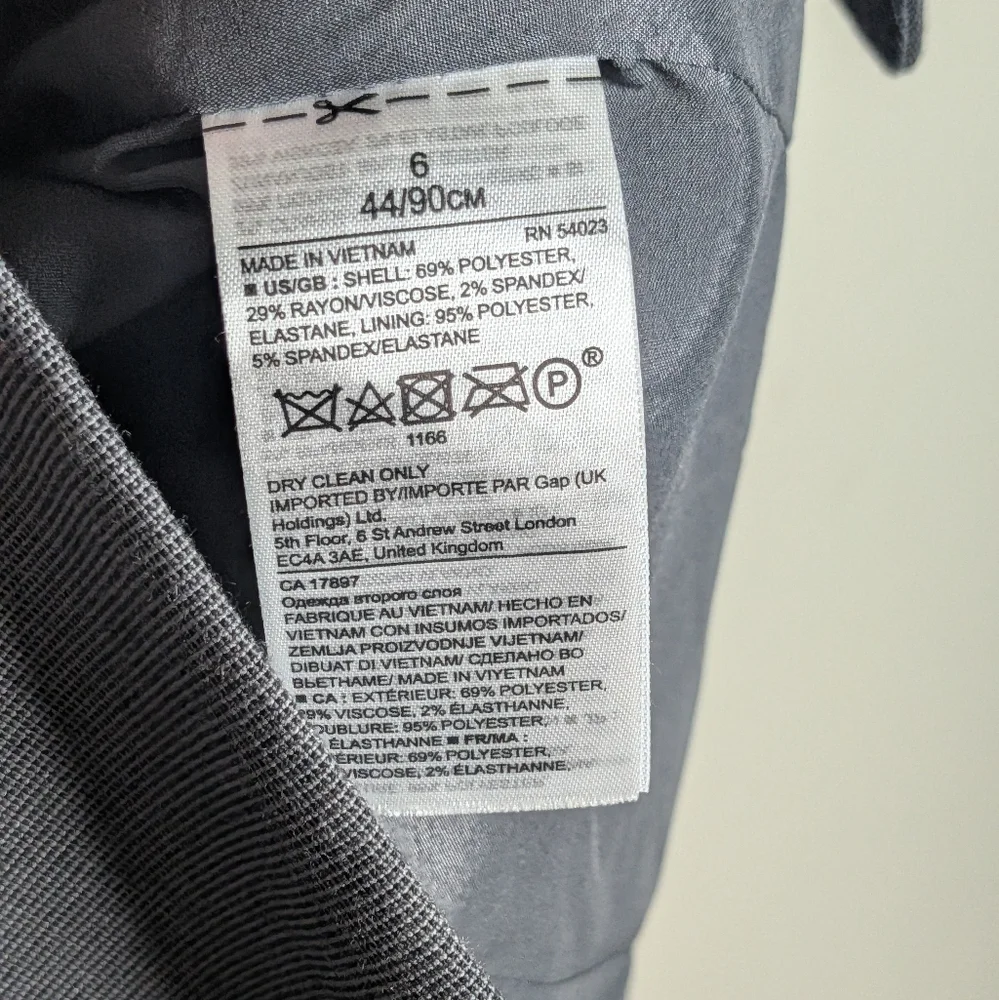 6
44/90CM
MADE IN VIETNAM RN 54023
■ US/GB : SHELL: 69% POLYESTER,
29% RAYON/VISCOSE, 2% SPANDEX/
ELASTANE, LINING: 95% POLYESTER,
5% SPANDEX/ELASTANE
P ®
1166
DRY CLEAN ONLY
IMPORTED BY/IMPORTE PAR Gap (UK
Holdings) Ltd.
5th Floor, 6 St Andrew Street London
EC4A 3AE, United Kingdom
CA 17897
Одежда второго слоя
FABRIQUE AU VIETNAM/ HECHO EN
VIETNAM CON INSUMOS IMPORTADOS/
ZEMLJA PROIZVODNJE VIJETNAM/
DIBUAT DI VIETNAM/ СДЕЛАНО ВО
ВЬЕТНАМЕ/ MADE IN VIYETNAM
■ CA : EXTÉRIEUR: 69% POLYESTER,
29% VISCOSE, 2% ÉLASTHANNE,
DOUBLURE: 95% POLYESTER,
ÉLASTHANNE ■ FR/MA :
ÉRIEUR: 69% POLYESTER,
VISCOSE, 2% ÉLASTHANNE,